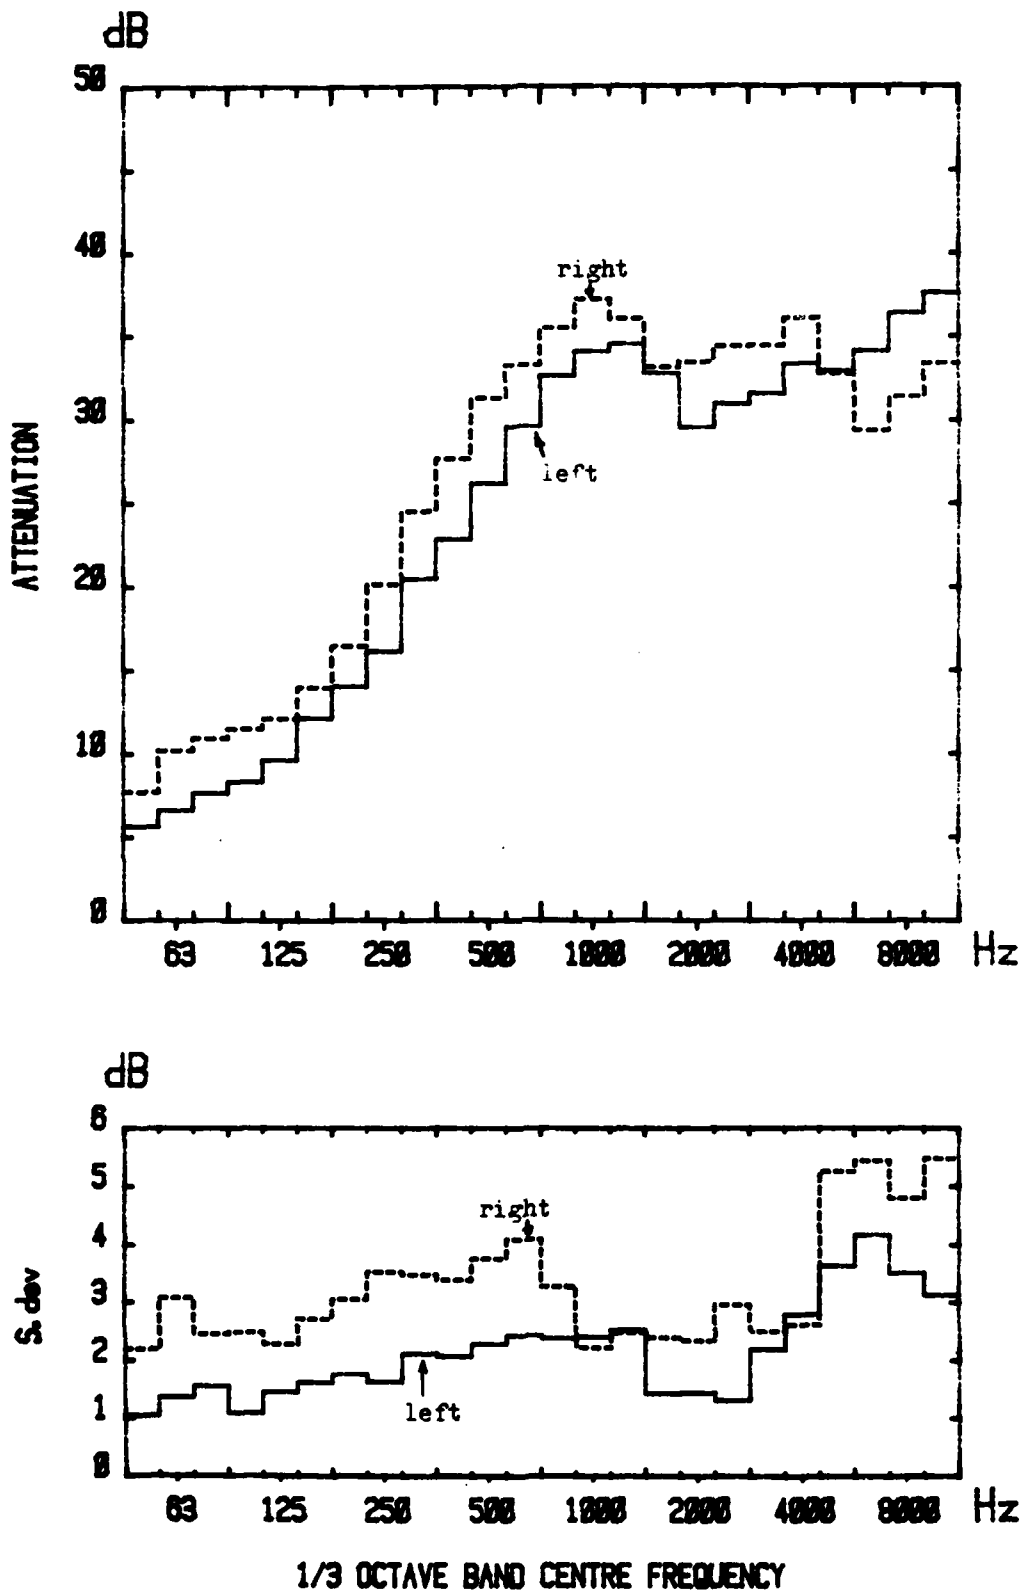 dB
50
40
right
30
left
ATTENUATION
20
10
0
63 125 250 500 1000 2000 4000 8000 Hz
dB
6
5
right
4
3
S.dev
2
left
1
0
63 125 250 500 1000 2000 4000 8000 Hz
1/3 OCTAVE BAND CENTRE FREQUENCY